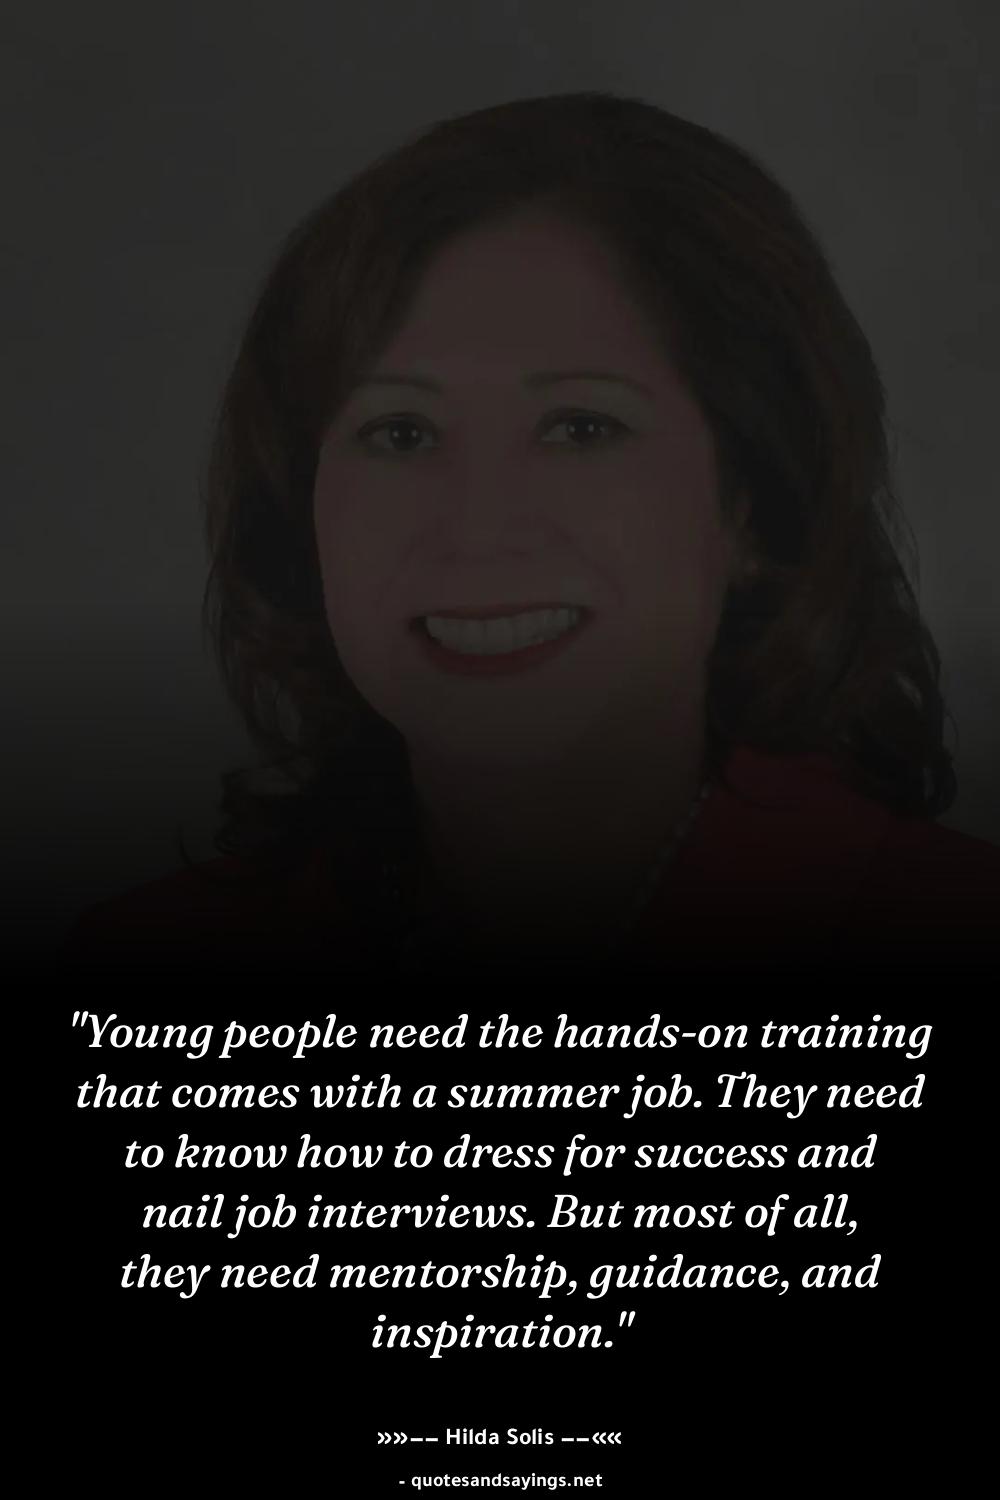 "Young people need the hands-on training
that comes with a summer job. They need
to know how to dress for success and
nail job interviews. But most of all,
they need mentorship, guidance, and
inspiration."
»»−− Hilda Solis −−««
- quotesandsayings.net